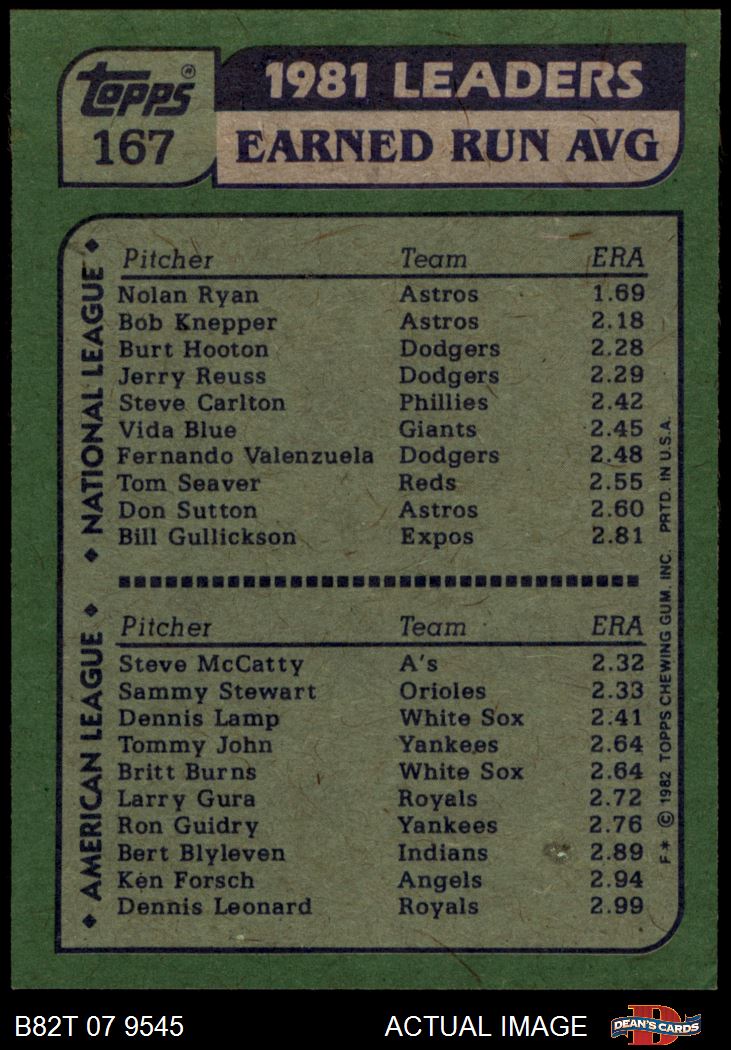 topps®
167
1981 LEADERS
EARNED RUN AVG
◆ NATIONAL LEAGUE ◆
Pitcher Team ERA
Nolan Ryan Astros 1.69
Bob Knepper Astros 2.18
Burt Hooton Dodgers 2.28
Jerry Reuss Dodgers 2.29
Steve Carlton Phillies 2.42
Vida Blue Giants 2.45
Fernando Valenzuela Dodgers 2.48
Tom Seaver Reds 2.55
Don Sutton Astros 2.60
Bill Gullickson Expos 2.81
◆ AMERICAN LEAGUE ◆
Pitcher Team ERA
Steve McCatty A's 2.32
Sammy Stewart Orioles 2.33
Dennis Lamp White Sox 2.41
Tommy John Yankees 2.64
Britt Burns White Sox 2.64
Larry Gura Royals 2.72
Ron Guidry Yankees 2.76
Bert Blyleven Indians 2.89
Ken Forsch Angels 2.94
Dennis Leonard Royals 2.99
F* © 1982 TOPPS CHEWING GUM, INC. PRTD. IN U.S.A.
B82T 07 9545 ACTUAL IMAGE
D
DEAN'S CARDS